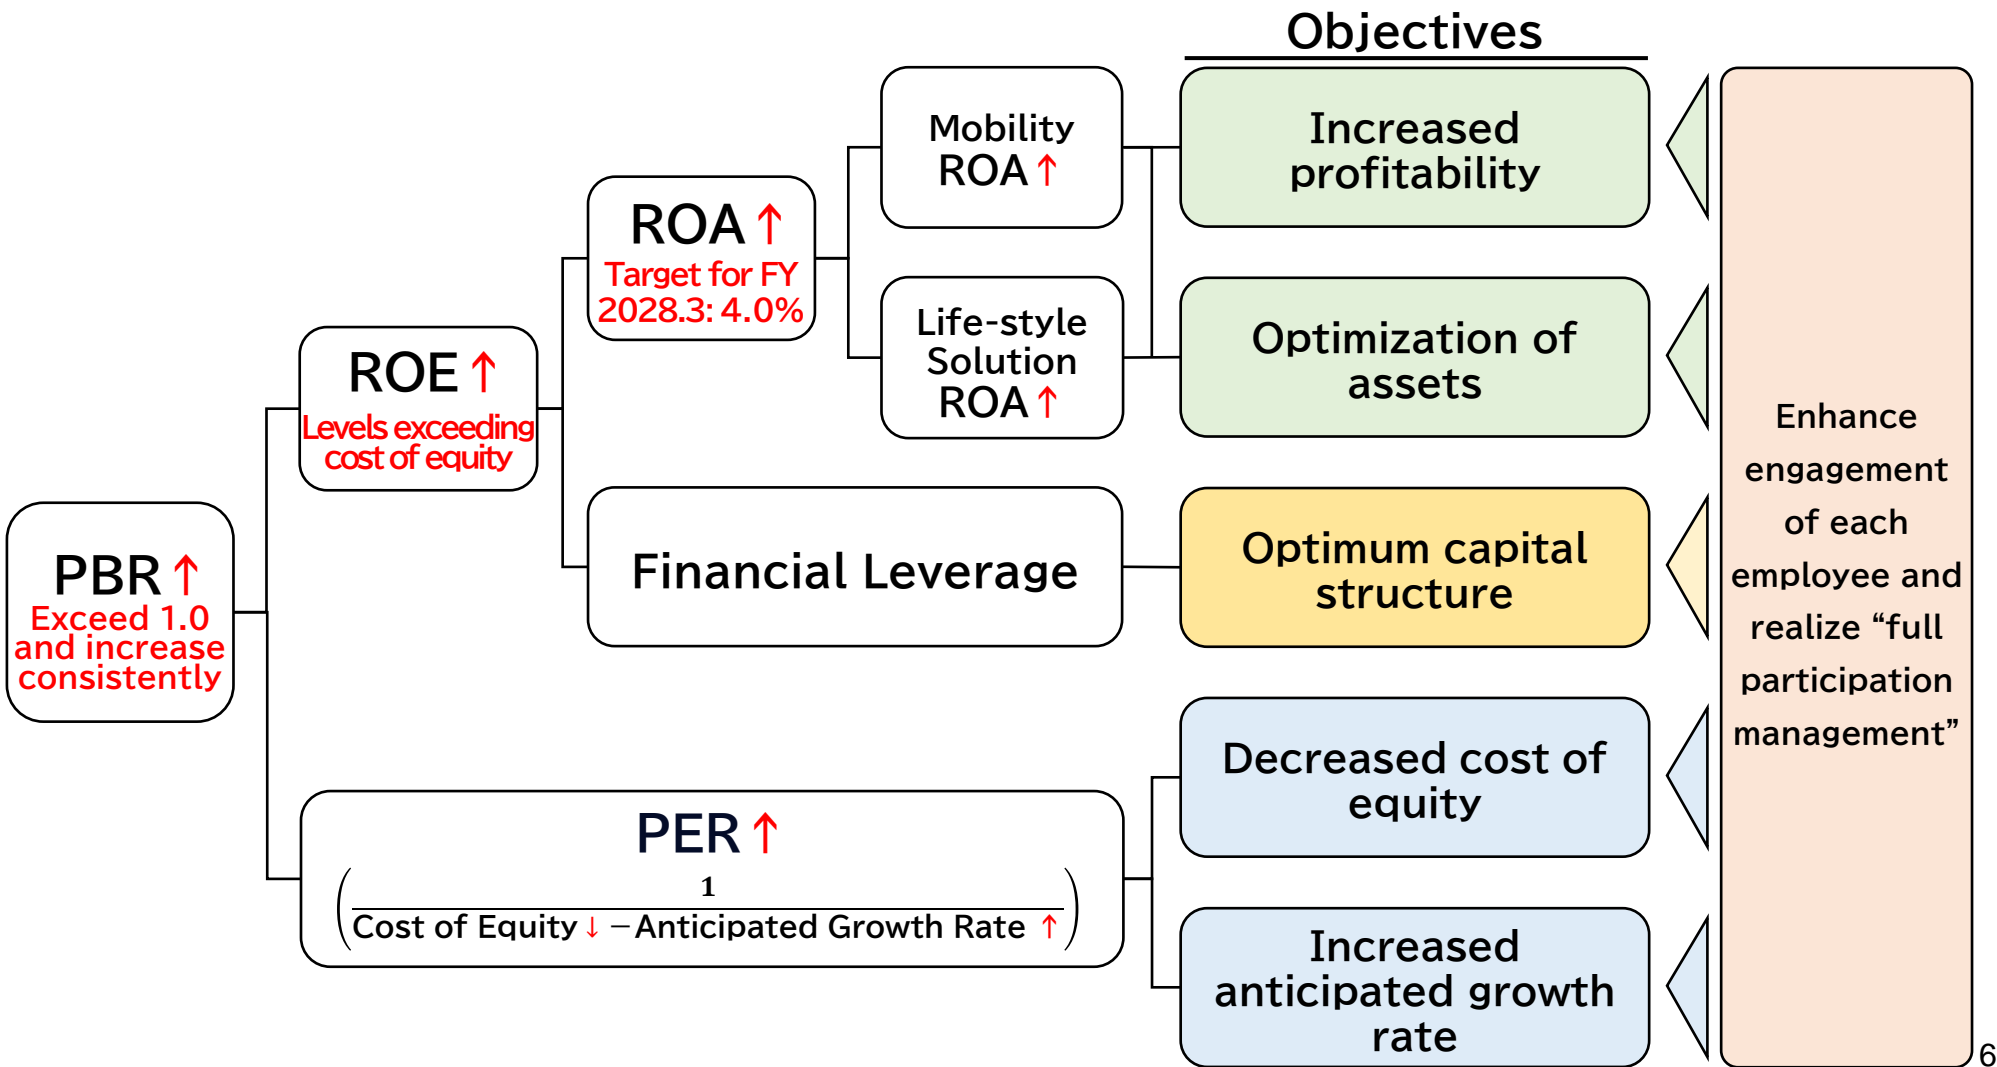 Objectives
PBR↑
Exceed 1.0
and increase
consistently
ROE↑
Levels exceeding
cost of equity
ROA↑
Target for FY
2028.3: 4.0%
Mobility
ROA↑
Life-style
Solution
ROA↑
Financial Leverage
PER↑
1
Cost of Equity↓ −Anticipated Growth Rate ↑
Increased
profitability
Optimization of
assets
Optimum capital
structure
Decreased cost of
equity
Increased
anticipated growth
rate
Enhance
engagement
of each
employee and
realize “full
participation
management”
6